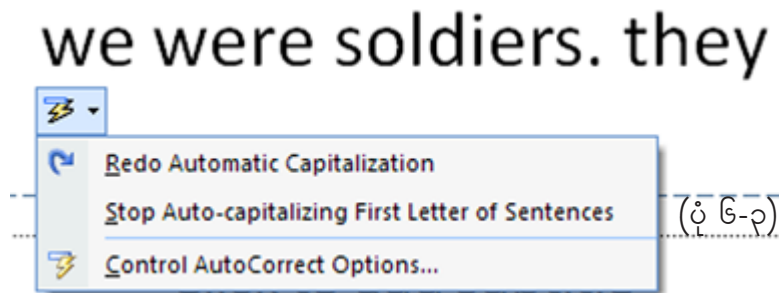 we were soldiers. they
Redo Automatic Capitalization
Stop Auto-capitalizing First Letter of Sentences
(ပုံ ၆-၃)
Control AutoCorrect Options...